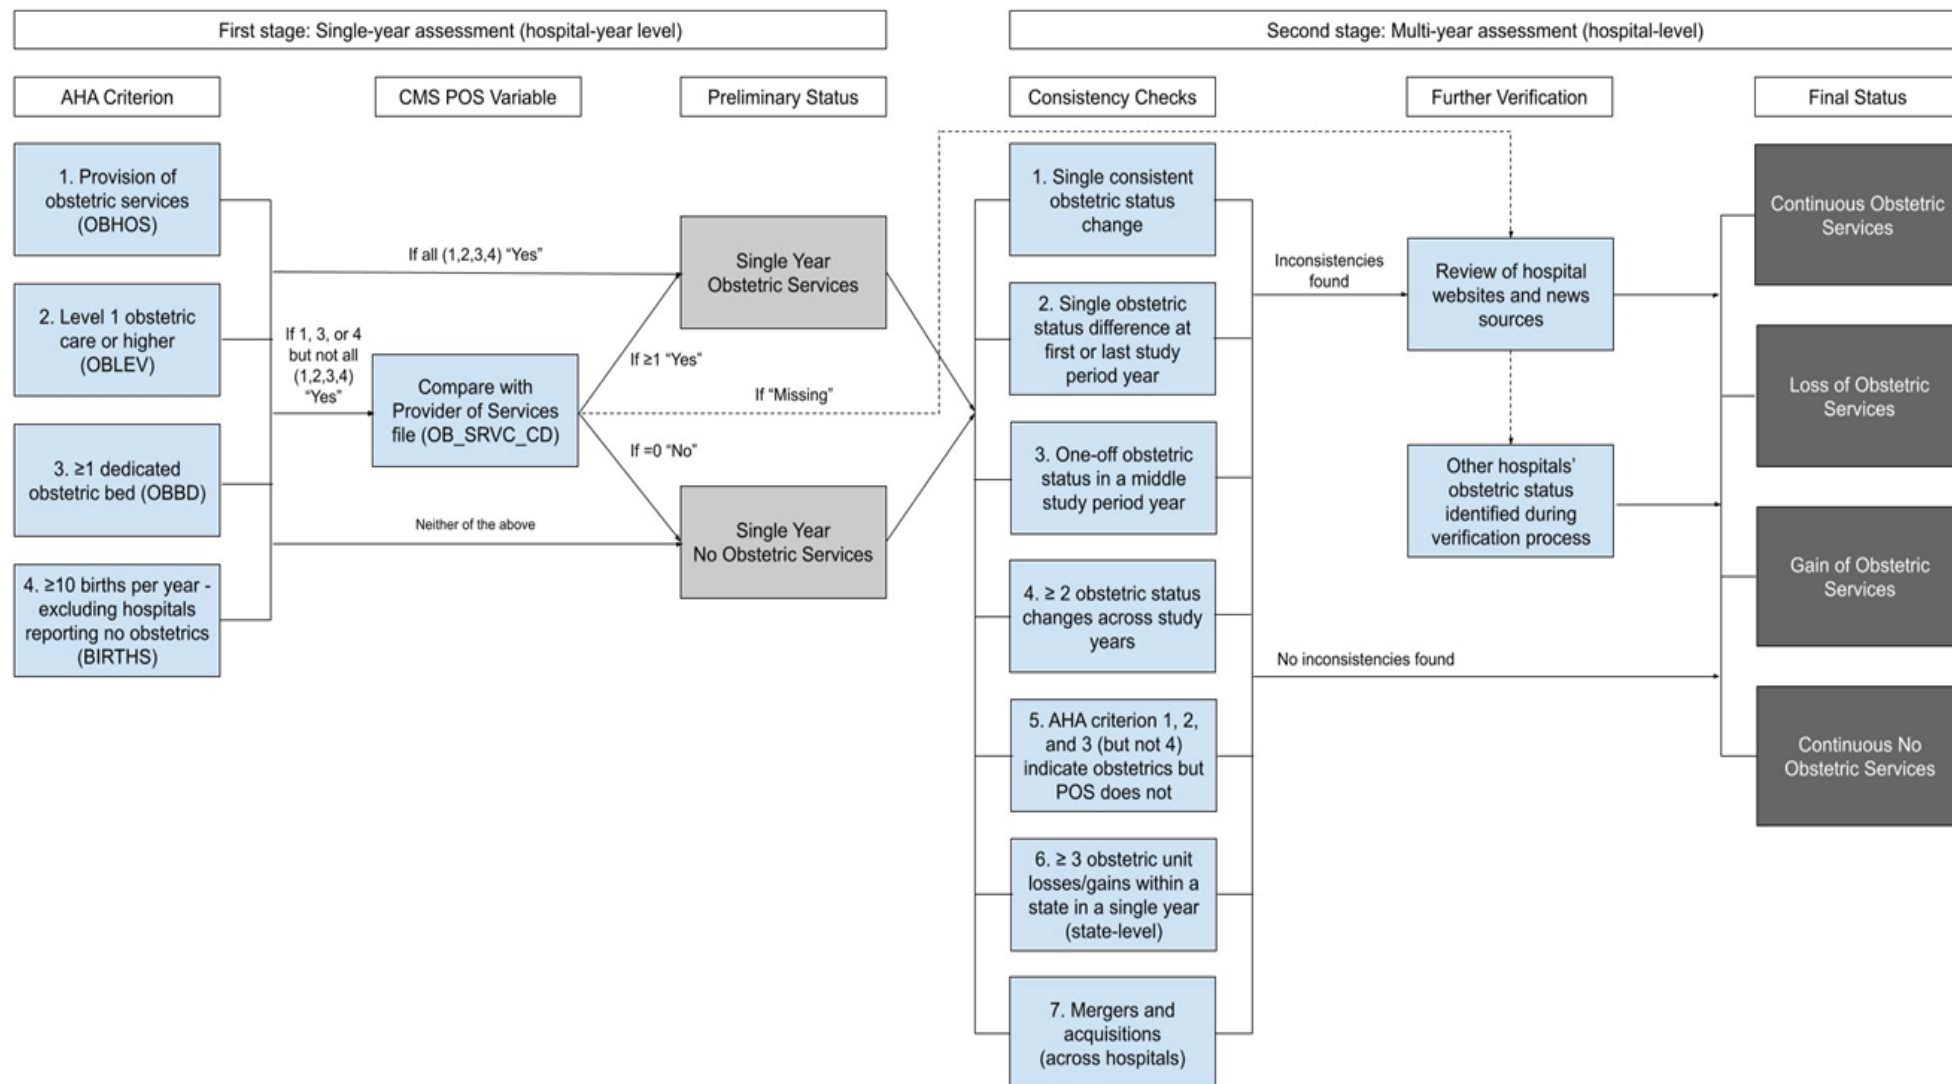 First stage: Single-year assessment (hospital-year level)
Second stage: Multi-year assessment (hospital-level)
AHA Criterion
CMS POS Variable
Preliminary Status
Consistency Checks
Further Verification
Final Status
1. Provision of
obstetric services
(OBHOS)
2. Level 1 obstetric
care or higher
(OBLEV)
3. ≥1 dedicated
obstetric bed (OBBD)
4. ≥10 births per year -
excluding hospitals
reporting no obstetrics
(BIRTHS)
If all (1,2,3,4) “Yes”
If 1, 3, or 4
but not all
(1,2,3,4)
“Yes”
Neither of the above
Compare with
Provider of Services
file (OB_SRVC_CD)
If ≥1 “Yes”
If “Missing”
If =0 “No”
Single Year
Obstetric Services
Single Year
No Obstetric Services
1. Single consistent
obstetric status
change
2. Single obstetric
status difference at
first or last study
period year
3. One-off obstetric
status in a middle
study period year
4. ≥ 2 obstetric status
changes across study
years
5. AHA criterion 1, 2,
and 3 (but not 4)
indicate obstetrics but
POS does not
6. ≥ 3 obstetric unit
losses/gains within a
state in a single year
(state-level)
7. Mergers and
acquisitions
(across hospitals)
Inconsistencies
found
No inconsistencies found
Review of hospital
websites and news
sources
Other hospitals’
obstetric status
identified during
verification process
Continuous Obstetric
Services
Loss of Obstetric
Services
Gain of Obstetric
Services
Continuous No
Obstetric Services